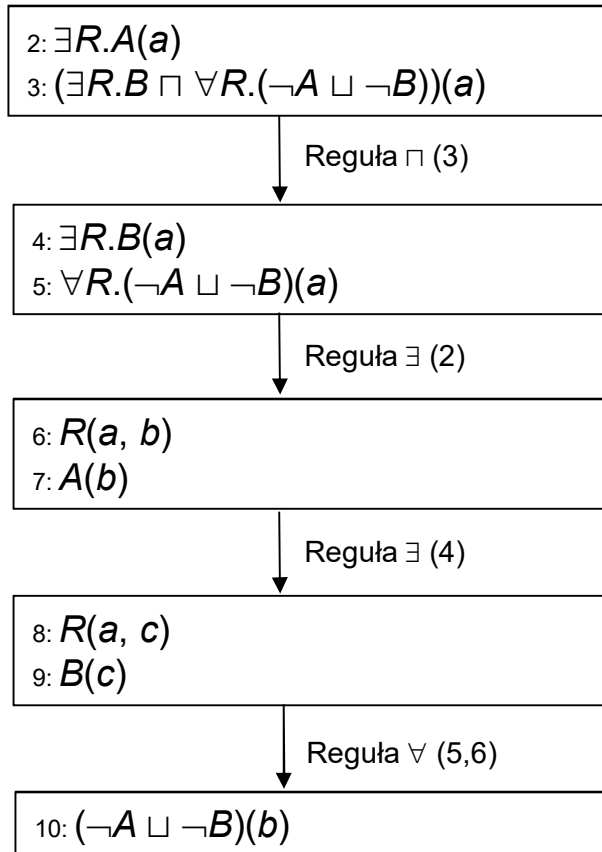 2: ∃R.A(a)
3: (∃R.B ⊓ ∀R.(¬A ⊔ ¬B))(a)
Reguła ⊓ (3)
4: ∃R.B(a)
5: ∀R.(¬A ⊔ ¬B)(a)
Reguła ∃ (2)
6: R(a, b)
7: A(b)
Reguła ∃ (4)
8: R(a, c)
9: B(c)
Reguła ∀ (5,6)
10: (¬A ⊔ ¬B)(b)